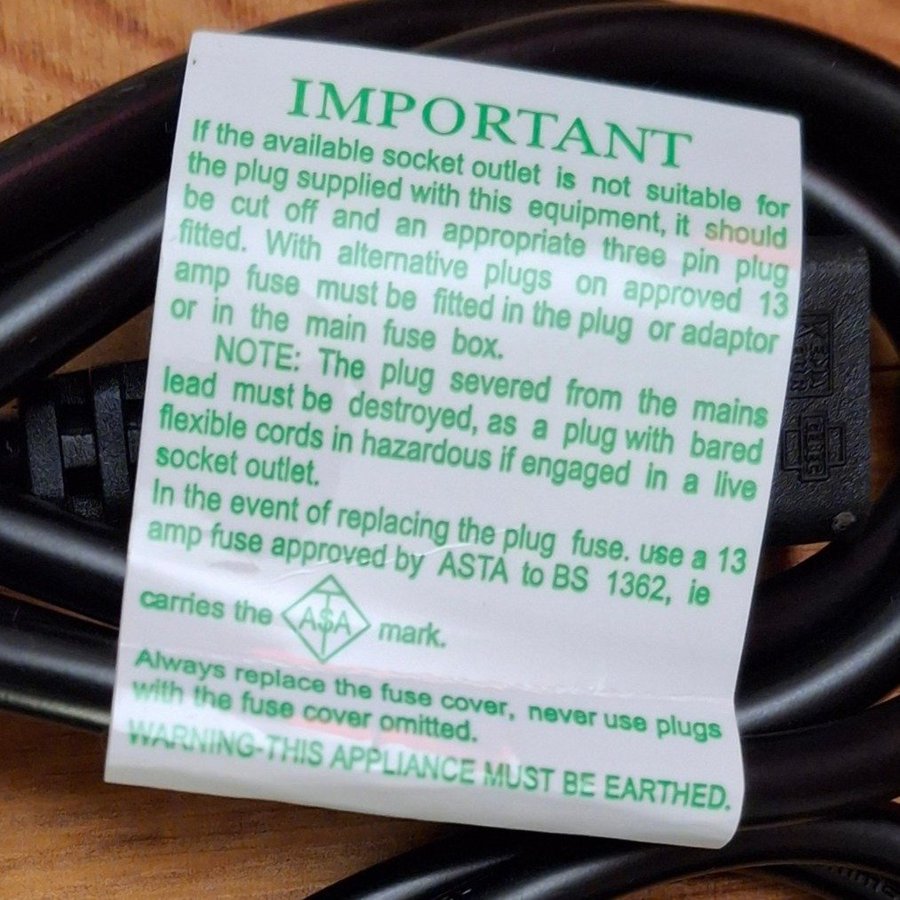 IMPORTANT
If the available socket outlet is not suitable for
the plug supplied with this equipment, it should
be cut off and an appropriate three pin plug
fitted. With alternative plugs on approved 13
amp fuse must be fitted in the plug or adaptor
or in the main fuse box.
NOTE: The plug severed from the mains
lead must be destroyed, as a plug with bared
flexible cords in hazardous if engaged in a live
socket outlet.
In the event of replacing the plug fuse. use a 13
amp fuse approved by ASTA to BS 1362, ie
carries the ASA mark.
Always replace the fuse cover, never use plugs
with the fuse cover omitted.
WARNING-THIS APPLIANCE MUST BE EARTHED.